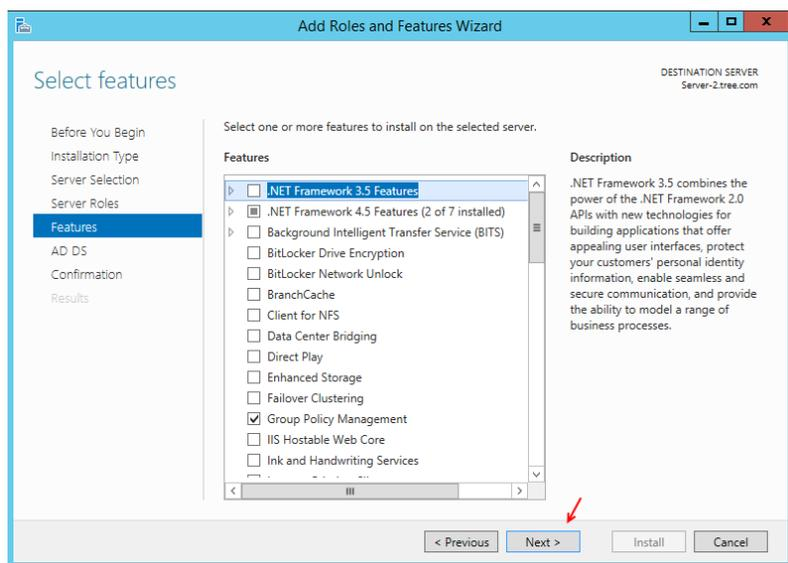 Add Roles and Features Wizard
Select features
DESTINATION SERVER
Server-2.tree.com
Before You Begin
Installation Type
Server Selection
Server Roles
Features
AD DS
Confirmation
Results
Select one or more features to install on the selected server.
Features
.NET Framework 3.5 Features
.NET Framework 4.5 Features (2 of 7 installed)
Background Intelligent Transfer Service (BITS)
BitLocker Drive Encryption
BitLocker Network Unlock
BranchCache
Client for NFS
Data Center Bridging
Direct Play
Enhanced Storage
Failover Clustering
Group Policy Management
IIS Hostable Web Core
Ink and Handwriting Services
Description
.NET Framework 3.5 combines the
power of the .NET Framework 2.0
APIs with new technologies for
building applications that offer
appealing user interfaces, protect
your customers' personal identity
information, enable seamless and
secure communication, and provide
the ability to model a range of
business processes.
< Previous
Next >
Install
Cancel